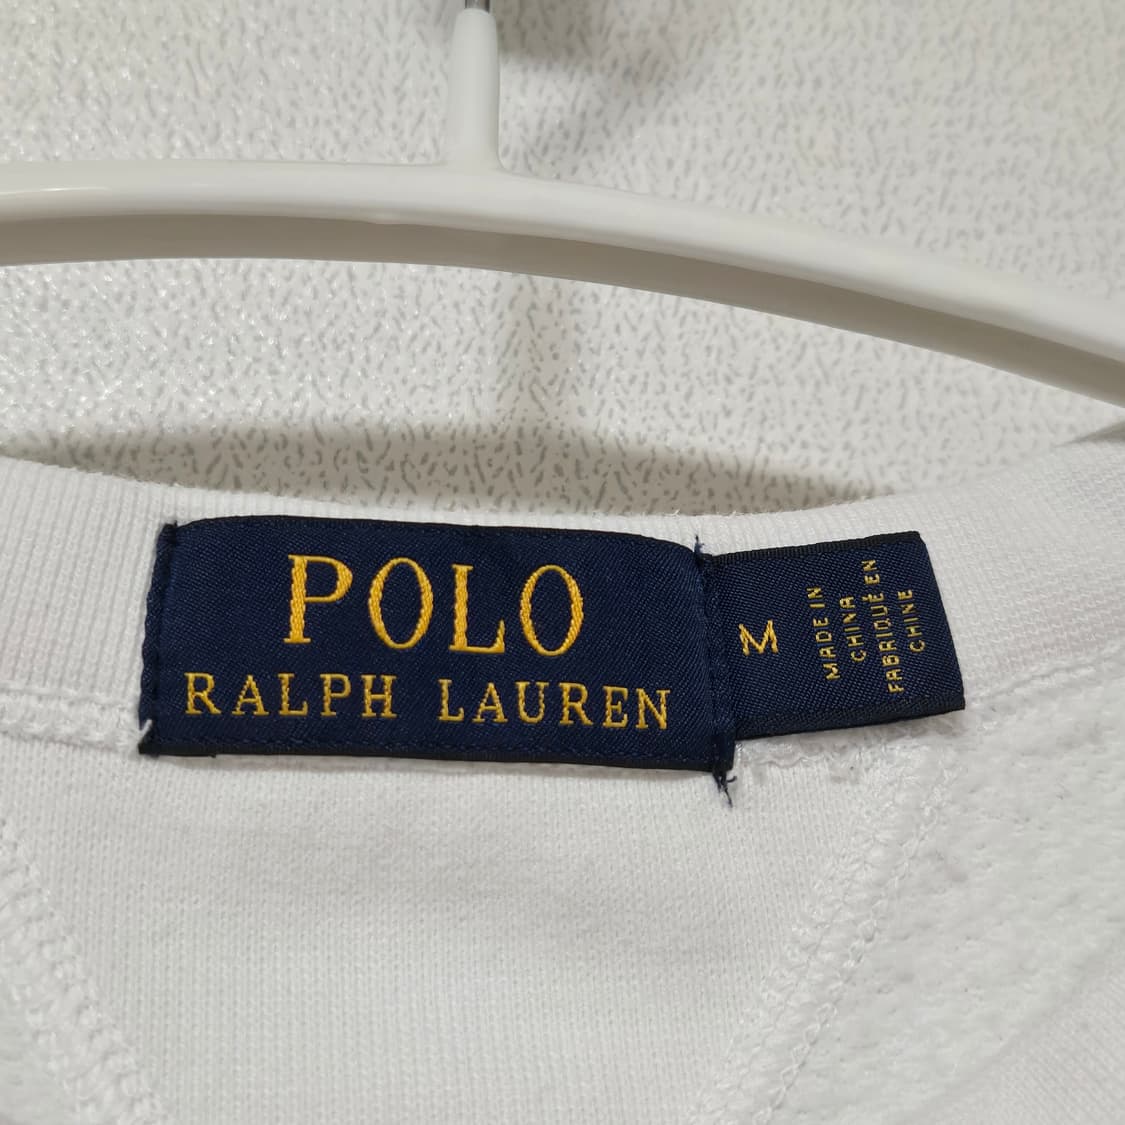 POLO
RALPH LAUREN
M
MADE IN
CHINA
FABRIQUÉ EN
CHINE